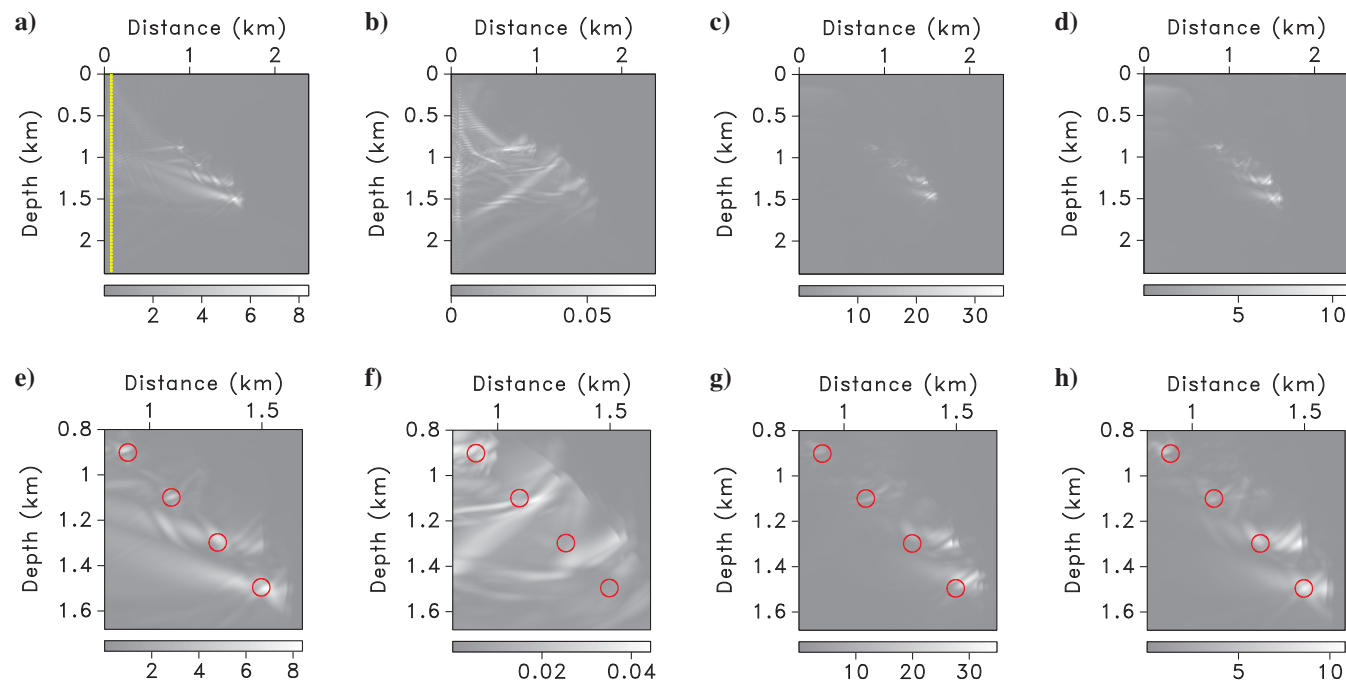 a) b) c) d)
Distance (km) Distance (km) Distance (km) Distance (km)
0 1 2 0 1 2 0 1 2 0 1 2
0 0 0 0
0.5 0.5 0.5 0.5
1 1 1 1
1.5 1.5 1.5 1.5
2 2 2 2
Depth (km) Depth (km) Depth (km) Depth (km)
2 4 6 8 0 0.05 10 20 30 5 10
e) f) g) h)
Distance (km) Distance (km) Distance (km) Distance (km)
1 1.5 1 1.5 1 1.5 1 1.5
0.8 0.8 0.8 0.8
1 1 1 1
1.2 1.2 1.2 1.2
1.4 1.4 1.4 1.4
1.6 1.6 1.6 1.6
Depth (km) Depth (km) Depth (km) Depth (km)
2 4 6 8 0.02 0.04 10 20 30 5 10